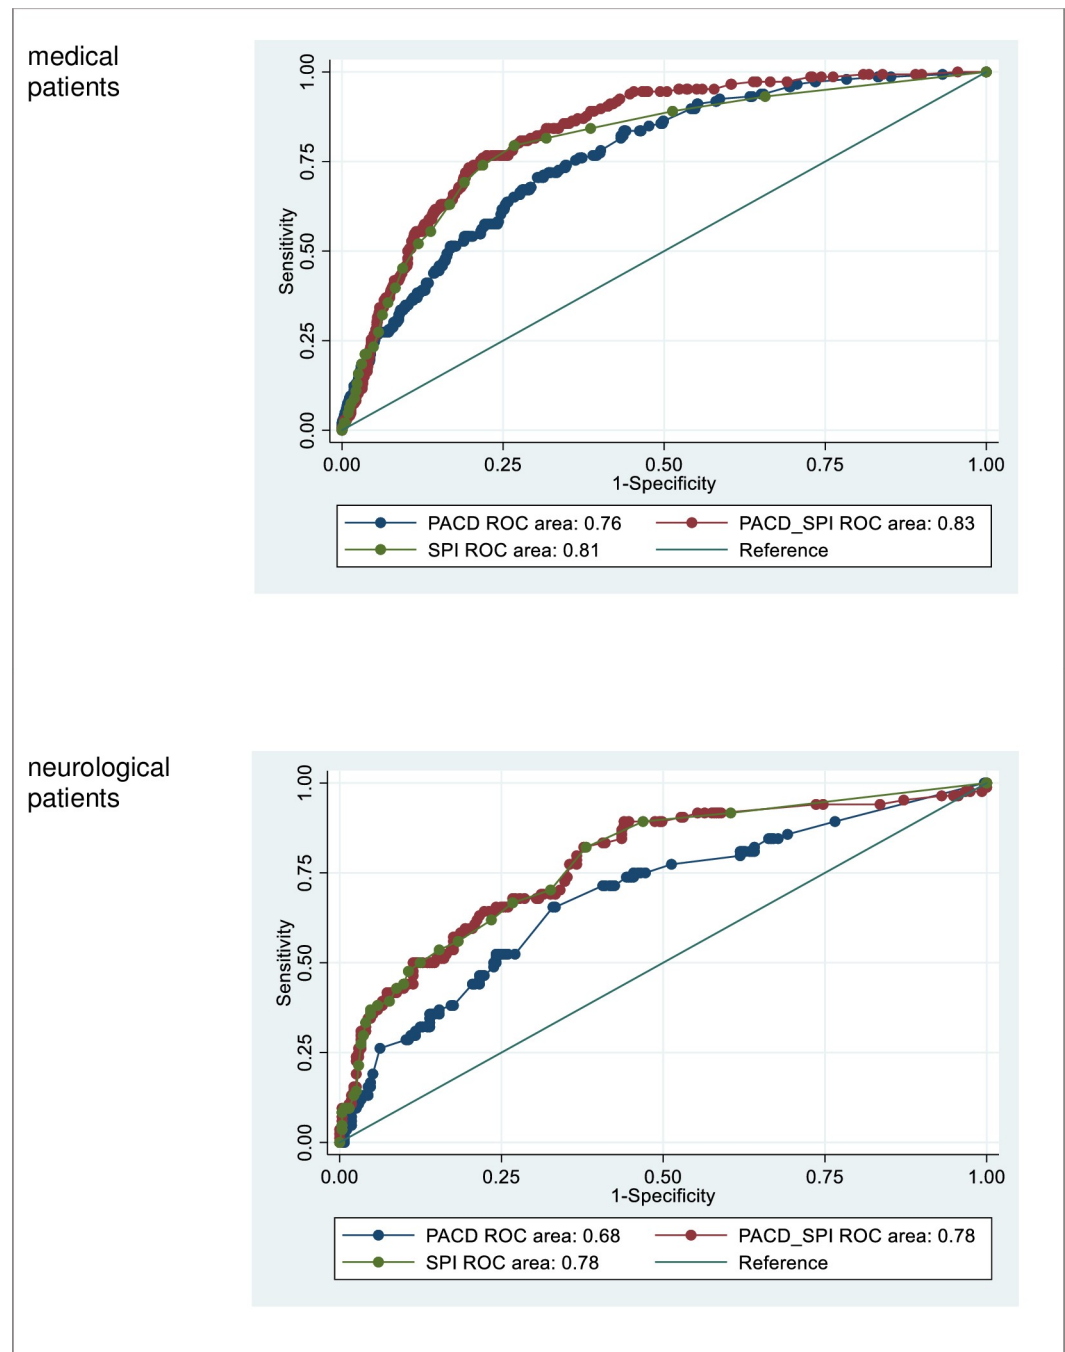 medical
patients
1.00
0.75
0.50
0.25
0.00
Sensitivity
0.00 0.25 0.50 0.75 1.00
1-Specificity
PACD ROC area: 0.76 PACD_SPI ROC area: 0.83
SPI ROC area: 0.81 Reference
neurological
patients
1.00
0.75
0.50
0.25
0.00
Sensitivity
0.00 0.25 0.50 0.75 1.00
1-Specificity
PACD ROC area: 0.68 PACD_SPI ROC area: 0.78
SPI ROC area: 0.78 Reference